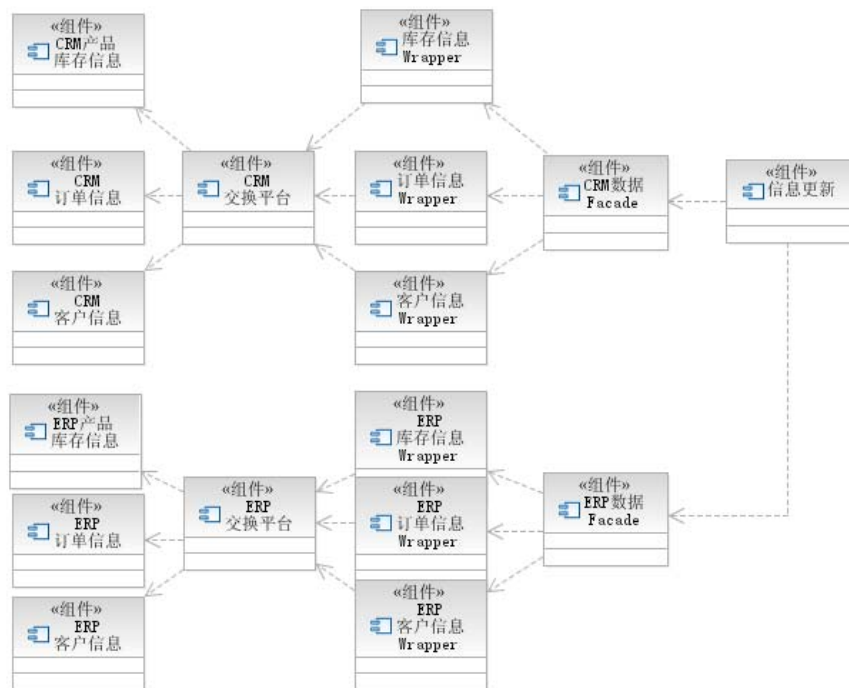 «组件»
CRM产品
库存信息
«组件»
库存信息
Wrapper
«组件»
CRM
订单信息
«组件»
CRM
交换平台
«组件»
订单信息
Wrapper
«组件»
CRM数据
Facade
«组件»
信息更新
«组件»
CRM
客户信息
«组件»
客户信息
Wrapper
«组件»
ERP产品
库存信息
«组件»
ERP
库存信息
Wrapper
«组件»
ERP
订单信息
«组件»
ERP
交换平台
«组件»
ERP
订单信息
Wrapper
«组件»
ERP数据
Facade
«组件»
ERP
客户信息
«组件»
ERP
客户信息
Wrapper